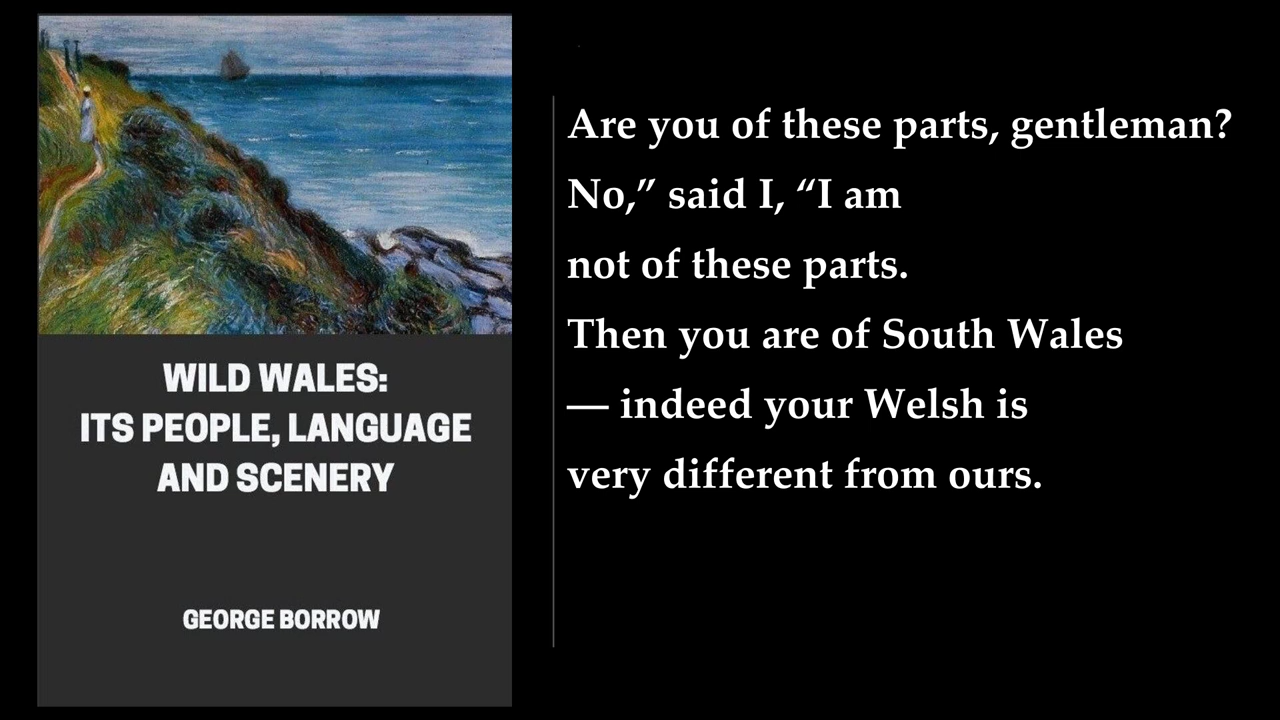 WILD WALES:
ITS PEOPLE, LANGUAGE
AND SCENERY
GEORGE BORROW
Are you of these parts, gentleman?
No,” said I, “I am
not of these parts.
Then you are of South Wales
— indeed your Welsh is
very different from ours.